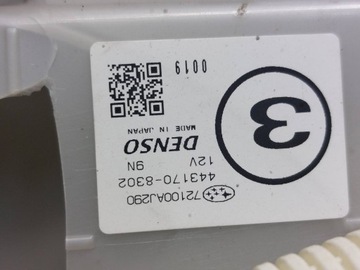 72100AJ290
443170-8302
12V 9N
DENSO
MADE IN JAPAN
3
0019